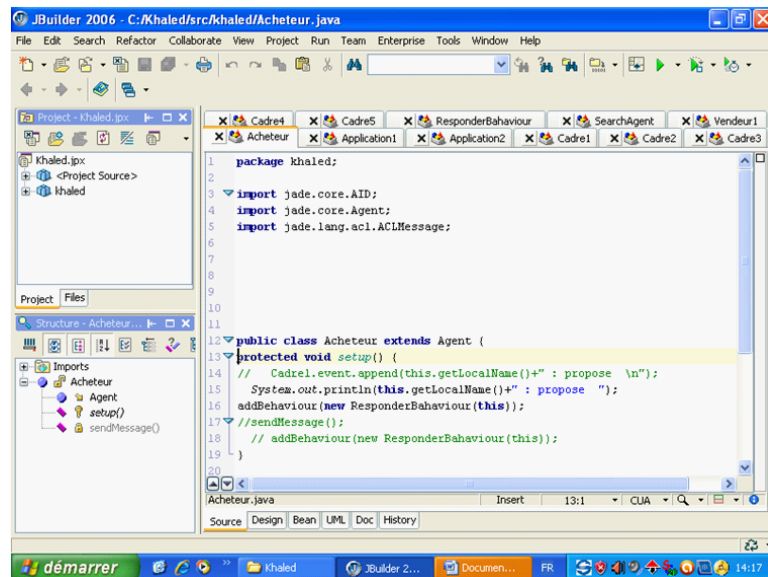 JBuilder 2006 - C:/Khaled/src/khaled/Acheteur.java
File Edit Search Refactor Collaborate View Project Run Team Enterprise Tools Window Help
Project - Khaled.jpx
Cadre4 Cadre5 ResponderBahaviour SearchAgent Vendeur1
Acheteur Application1 Application2 Cadre1 Cadre2 Cadre3
Khaled.jpx
<Project Source>
khaled
Project Files
Structure - Acheteur...
Imports
Acheteur
Agent
setup()
sendMessage()
1 package khaled;
2
3 import jade.core.AID;
4 import jade.core.Agent;
5 import jade.lang.acl.ACLMessage;
6
7
8
9
10
11
12 public class Acheteur extends Agent {
13 protected void setup() {
14 // Cadre1.event.append(this.getLocalName()+" : propose \n");
15 System.out.println(this.getLocalName()+" : propose ");
16 addBehaviour(new ResponderBahaviour(this));
17 //sendMessage();
18 // addBehaviour(new ResponderBahaviour(this));
19 }
20
Acheteur.java Insert 13:1 CUA
Source Design Bean UML Doc History
démarrer Khaled JBuilder 2... Documen... FR 14:17